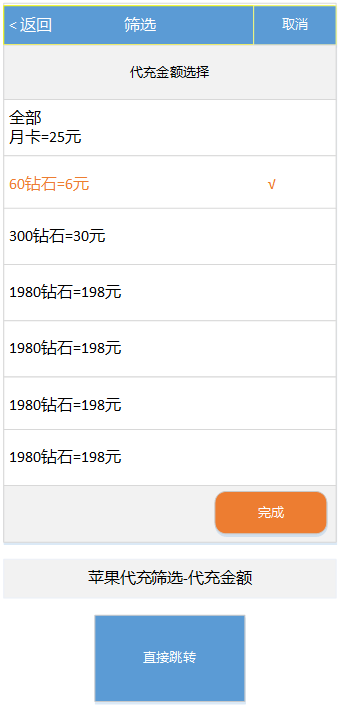 < 返回 筛选 取消
代充金额选择
全部
月卡=25元
60钻石=6元 √
300钻石=30元
1980钻石=198元
1980钻石=198元
1980钻石=198元
1980钻石=198元
完成
苹果代充筛选-代充金额
直接跳转